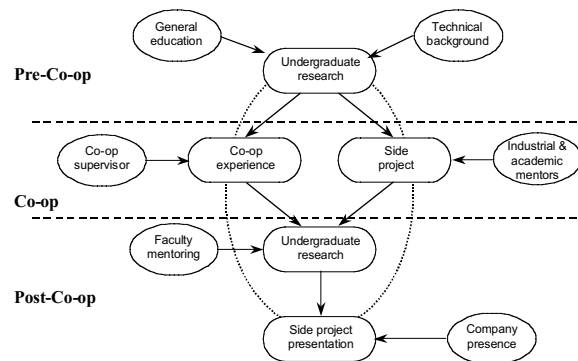 General
education
Technical
background
Undergraduate
research
Pre-Co-op
Co-op
supervisor
Co-op
experience
Side
project
Industrial &
academic
mentors
Co-op
Faculty
mentoring
Undergraduate
research
Post-Co-op
Side project
presentation
Company
presence